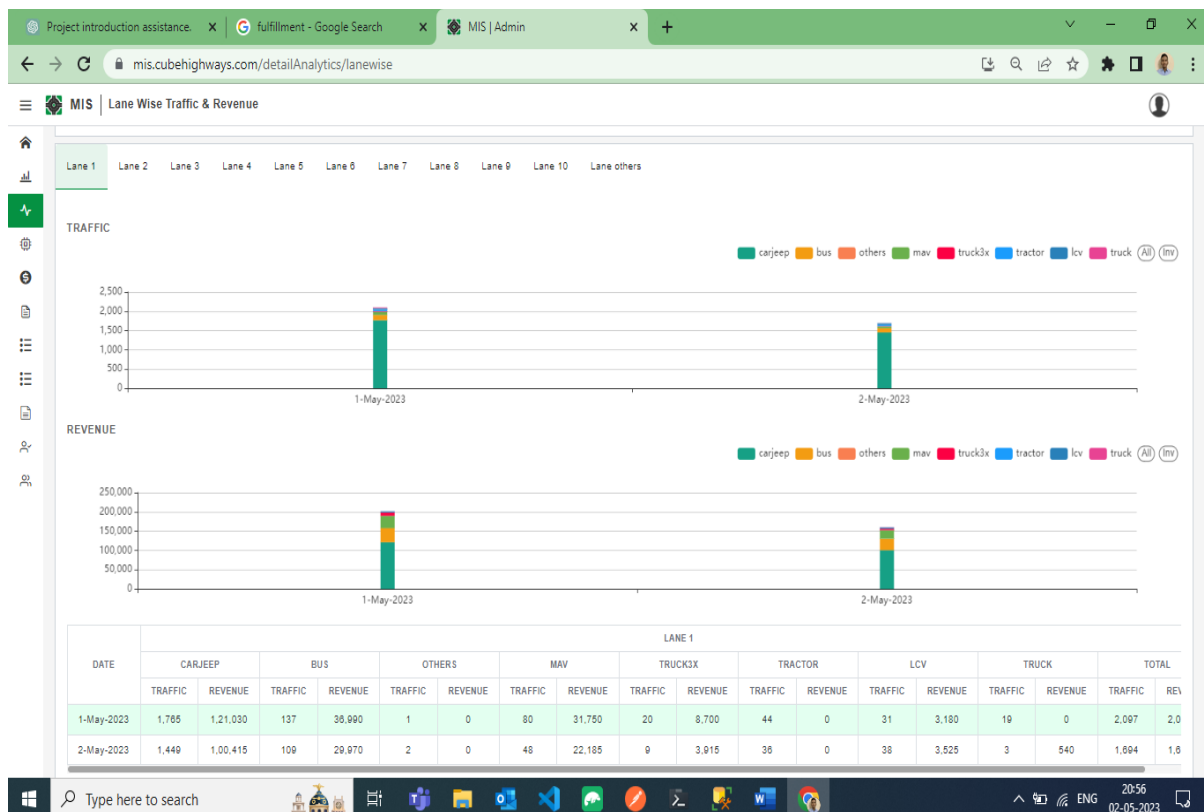 Project introduction assistance.
fulfillment - Google Search
MIS | Admin
mis.cubehighways.com/detailAnalytics/lanewise
MIS | Lane Wise Traffic & Revenue
Lane 1 Lane 2 Lane 3 Lane 4 Lane 5 Lane 6 Lane 7 Lane 8 Lane 9 Lane 10 Lane others
TRAFFIC
carjeep bus others mav truck3x tractor lcv truck All Inv
2,500
2,000
1,500
1,000
500
0
1-May-2023 2-May-2023
REVENUE
carjeep bus others mav truck3x tractor lcv truck All Inv
250,000
200,000
150,000
100,000
50,000
0
1-May-2023 2-May-2023
LANE 1
DATE CARJEEP BUS OTHERS MAV TRUCK3X TRACTOR LCV TRUCK TOTAL
TRAFFIC REVENUE TRAFFIC REVENUE TRAFFIC REVENUE TRAFFIC REVENUE TRAFFIC REVENUE TRAFFIC REVENUE TRAFFIC REVENUE TRAFFIC REVENUE TRAFFIC REV
1-May-2023 1,765 1,21,030 137 36,990 1 0 80 31,750 20 8,700 44 0 31 3,180 19 0 2,097 2,0
2-May-2023 1,449 1,00,415 109 29,970 2 0 48 22,185 9 3,915 36 0 38 3,525 3 540 1,694 1,6
Type here to search
ENG
20:56
02-05-2023